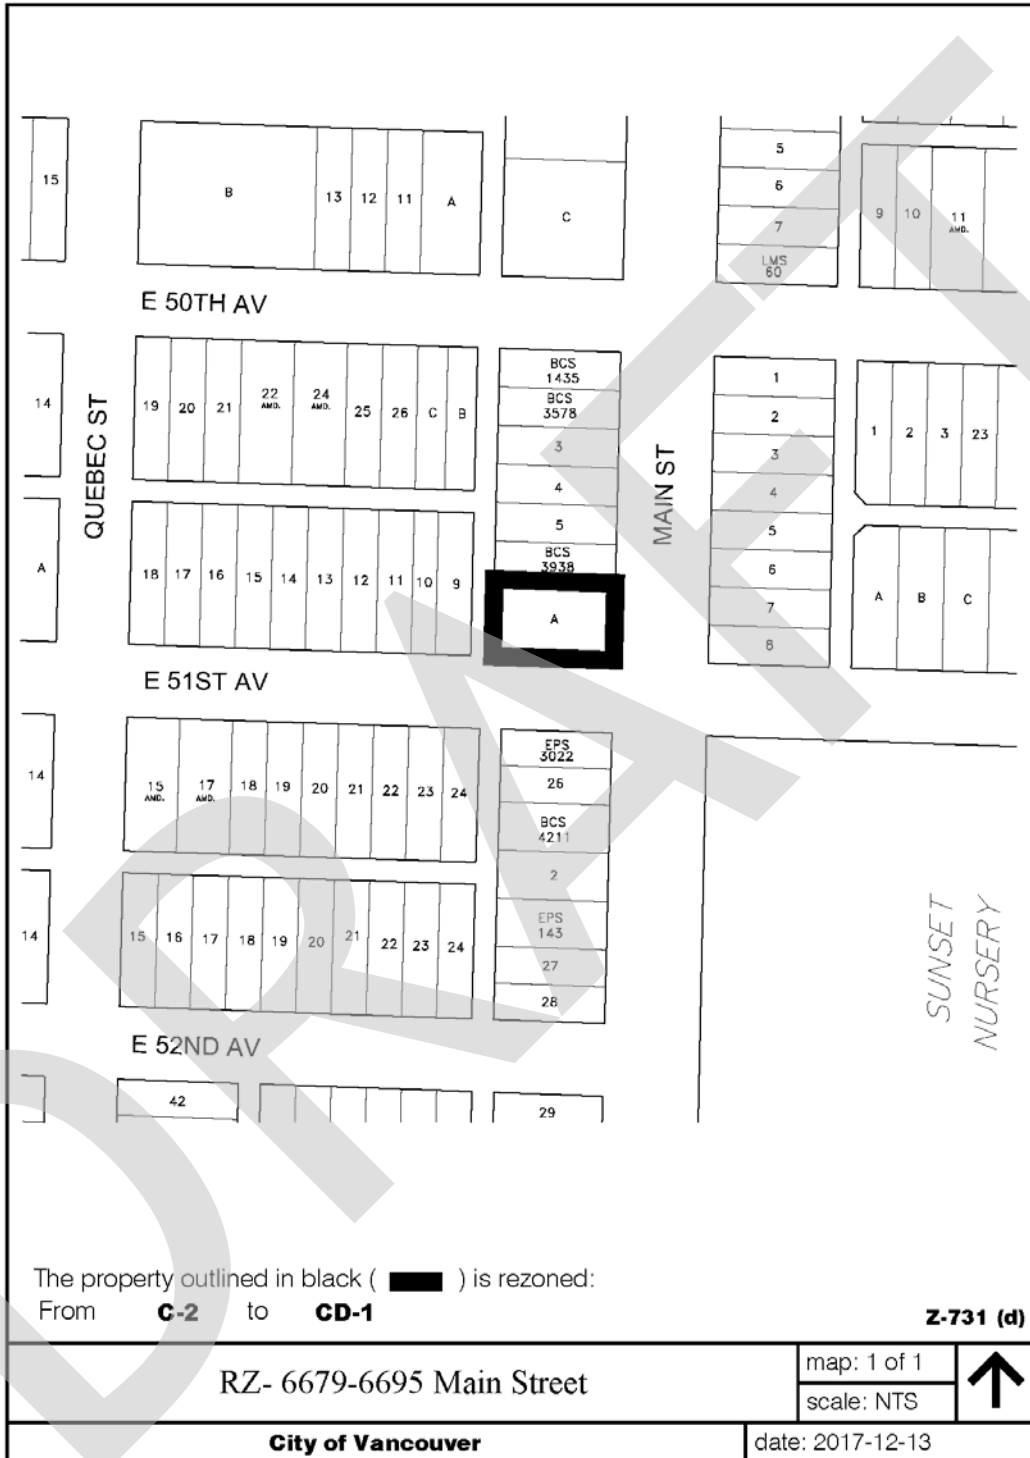 15
B
13 12 11 A
C
5
6
7
LMS
60
9 10 11
AMD.
E 50TH AV
14
QUEBEC ST
19 20 21 22 24 25 26 C B
AMD. AMD.
BCS
1435
BCS
3578
3
4
5
BCS
3938
MAIN ST
1
2
3
4
5
6
7
8
1 2 3 23
A
18 17 16 15 14 13 12 11 10 9
A
A B C
E 51ST AV
14
15 17 18 19 20 21 22 23 24
AMD. AMD.
EPS
3022
26
BCS
4211
2
EPS
143
27
28
14
15 16 17 18 19 20 21 22 23 24
SUNSET
NURSERY
E 52ND AV
42
29
DRAFT
The property outlined in black ( ) is rezoned:
From C-2 to CD-1
Z-731 (d)
RZ- 6679-6695 Main Street
map: 1 of 1
scale: NTS
City of Vancouver
date: 2017-12-13